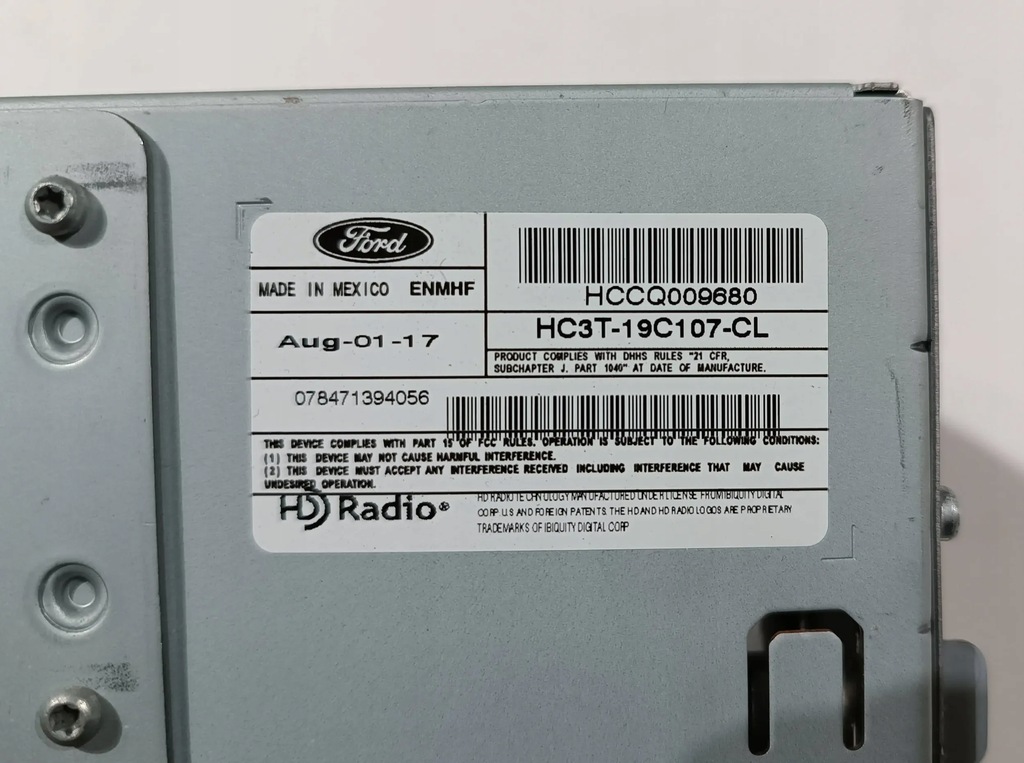 Ford
MADE IN MEXICO ENMHF
HCCQ009680
Aug-01-17
HC3T-19C107-CL
PRODUCT COMPLIES WITH DHHS RULES "21 CFR,
SUBCHAPTER J. PART 1040" AT DATE OF MANUFACTURE.
078471394056
THIS DEVICE COMPLIES WITH PART 15 OF FCC RULES. OPERATION IS SUBJECT TO THE FOLLOWING CONDITIONS:
(1) THIS DEVICE MAY NOT CAUSE HARMFUL INTERFERENCE.
(2) THIS DEVICE MUST ACCEPT ANY INTERFERENCE RECEIVED INCLUDING INTERFERENCE THAT MAY CAUSE
UNDESIRED OPERATION.
HD Radio®
HD RADIO TECHNOLOGY MANUFACTURED UNDER LICENSE FROM IBIQUITY DIGITAL
CORP. U.S AND FOREIGN PATENTS. THE HD AND HD RADIO LOGOS ARE PROPRIETARY
TRADEMARKS OF IBIQUITY DIGITAL CORP